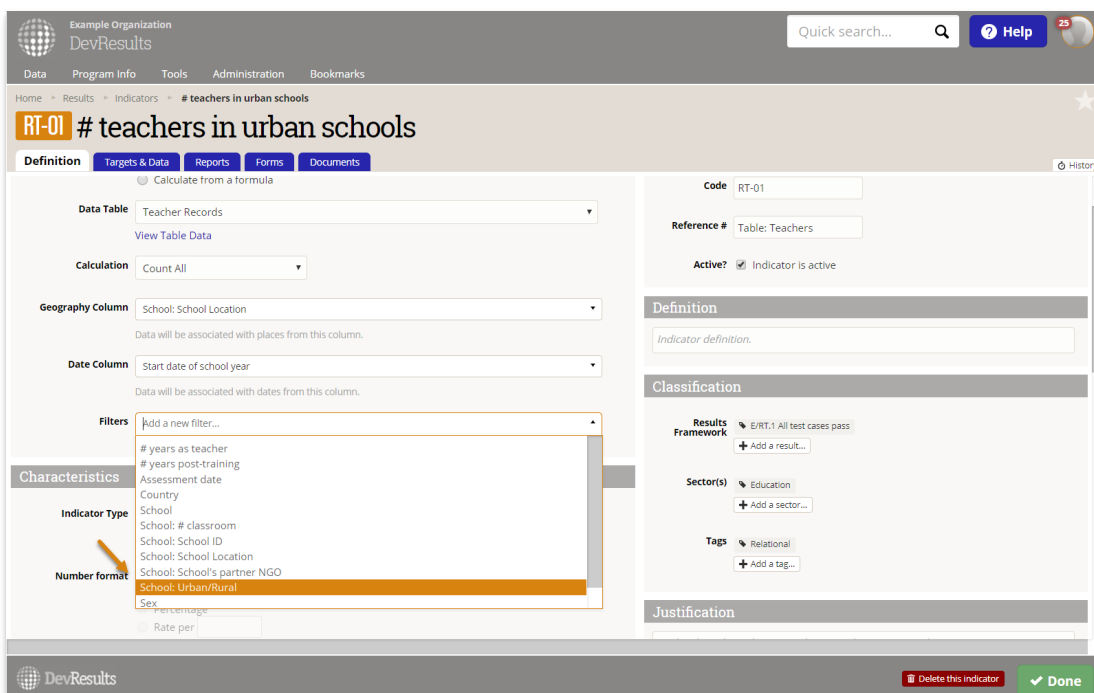 Example Organization
DevResults
Quick search...
Help
25
Data Program Info Tools Administration Bookmarks
Home Results Indicators # teachers in urban schools
RT-01 # teachers in urban schools
Definition Targets & Data Reports Forms Documents
Histor
Calculate from a formula
Data Table Teacher Records
View Table Data
Calculation Count All
Geography Column School: School Location
Data will be associated with places from this column.
Date Column Start date of school year
Data will be associated with dates from this column.
Filters Add a new filter...
# years as teacher
# years post-training
Assessment date
Country
School
School: # classroom
School: School ID
School: School Location
School: School's partner NGO
School: Urban/Rural
Sex
Characteristics
Indicator Type
Number format
Percentage
Rate per
Code RT-01
Reference # Table: Teachers
Active? Indicator is active
Definition
Indicator definition.
Classification
Results Framework E/RT.1 All test cases pass
Add a result...
Sector(s) Education
Add a sector...
Tags Relational
Add a tag...
Justification
DevResults
Delete this indicator
Done